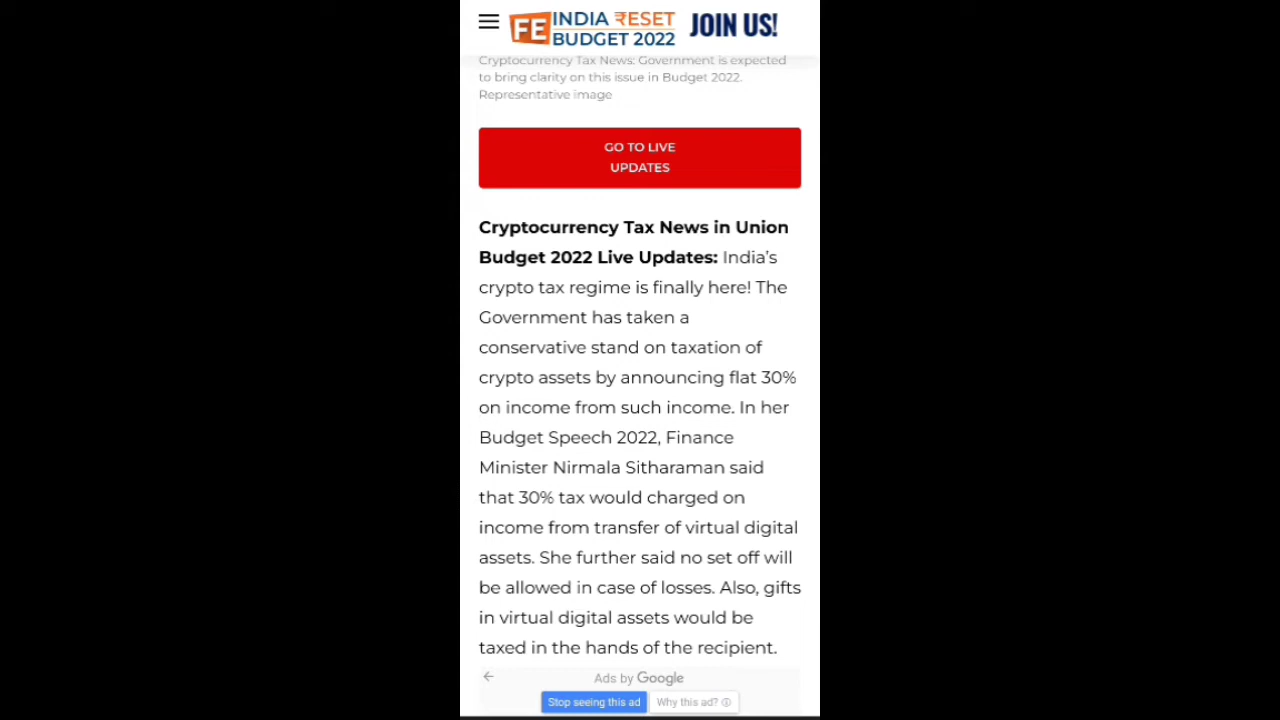 FE INDIA ₹ESET
BUDGET 2022
JOIN US!
Cryptocurrency Tax News: Government is expected
to bring clarity on this issue in Budget 2022.
Representative image
GO TO LIVE
UPDATES
Cryptocurrency Tax News in Union
Budget 2022 Live Updates: India's
crypto tax regime is finally here! The
Government has taken a
conservative stand on taxation of
crypto assets by announcing flat 30%
on income from such income. In her
Budget Speech 2022, Finance
Minister Nirmala Sitharaman said
that 30% tax would charged on
income from transfer of virtual digital
assets. She further said no set off will
be allowed in case of losses. Also, gifts
in virtual digital assets would be
taxed in the hands of the recipient.
Ads by Google
Stop seeing this ad
Why this ad?